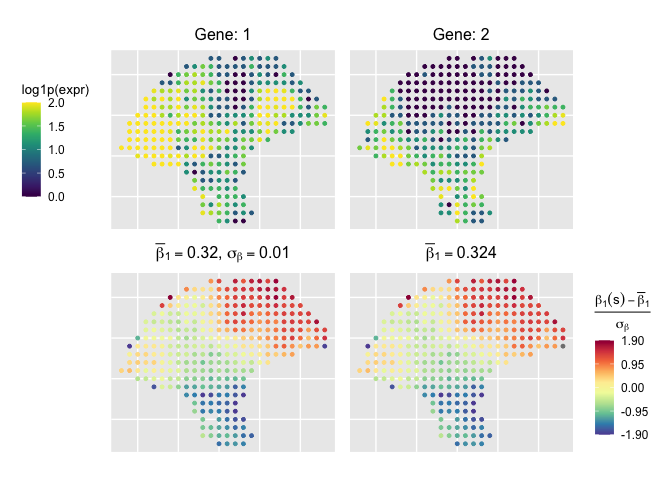 Gene: 1
Gene: 2
log1p(expr)
2.0
1.5
1.0
0.5
0.0
β̅₁ = 0.32, σᵦ = 0.01
β̅₁ = 0.324
β₁(s) − β̅₁
σᵦ
1.90
0.95
0.00
-0.95
-1.90